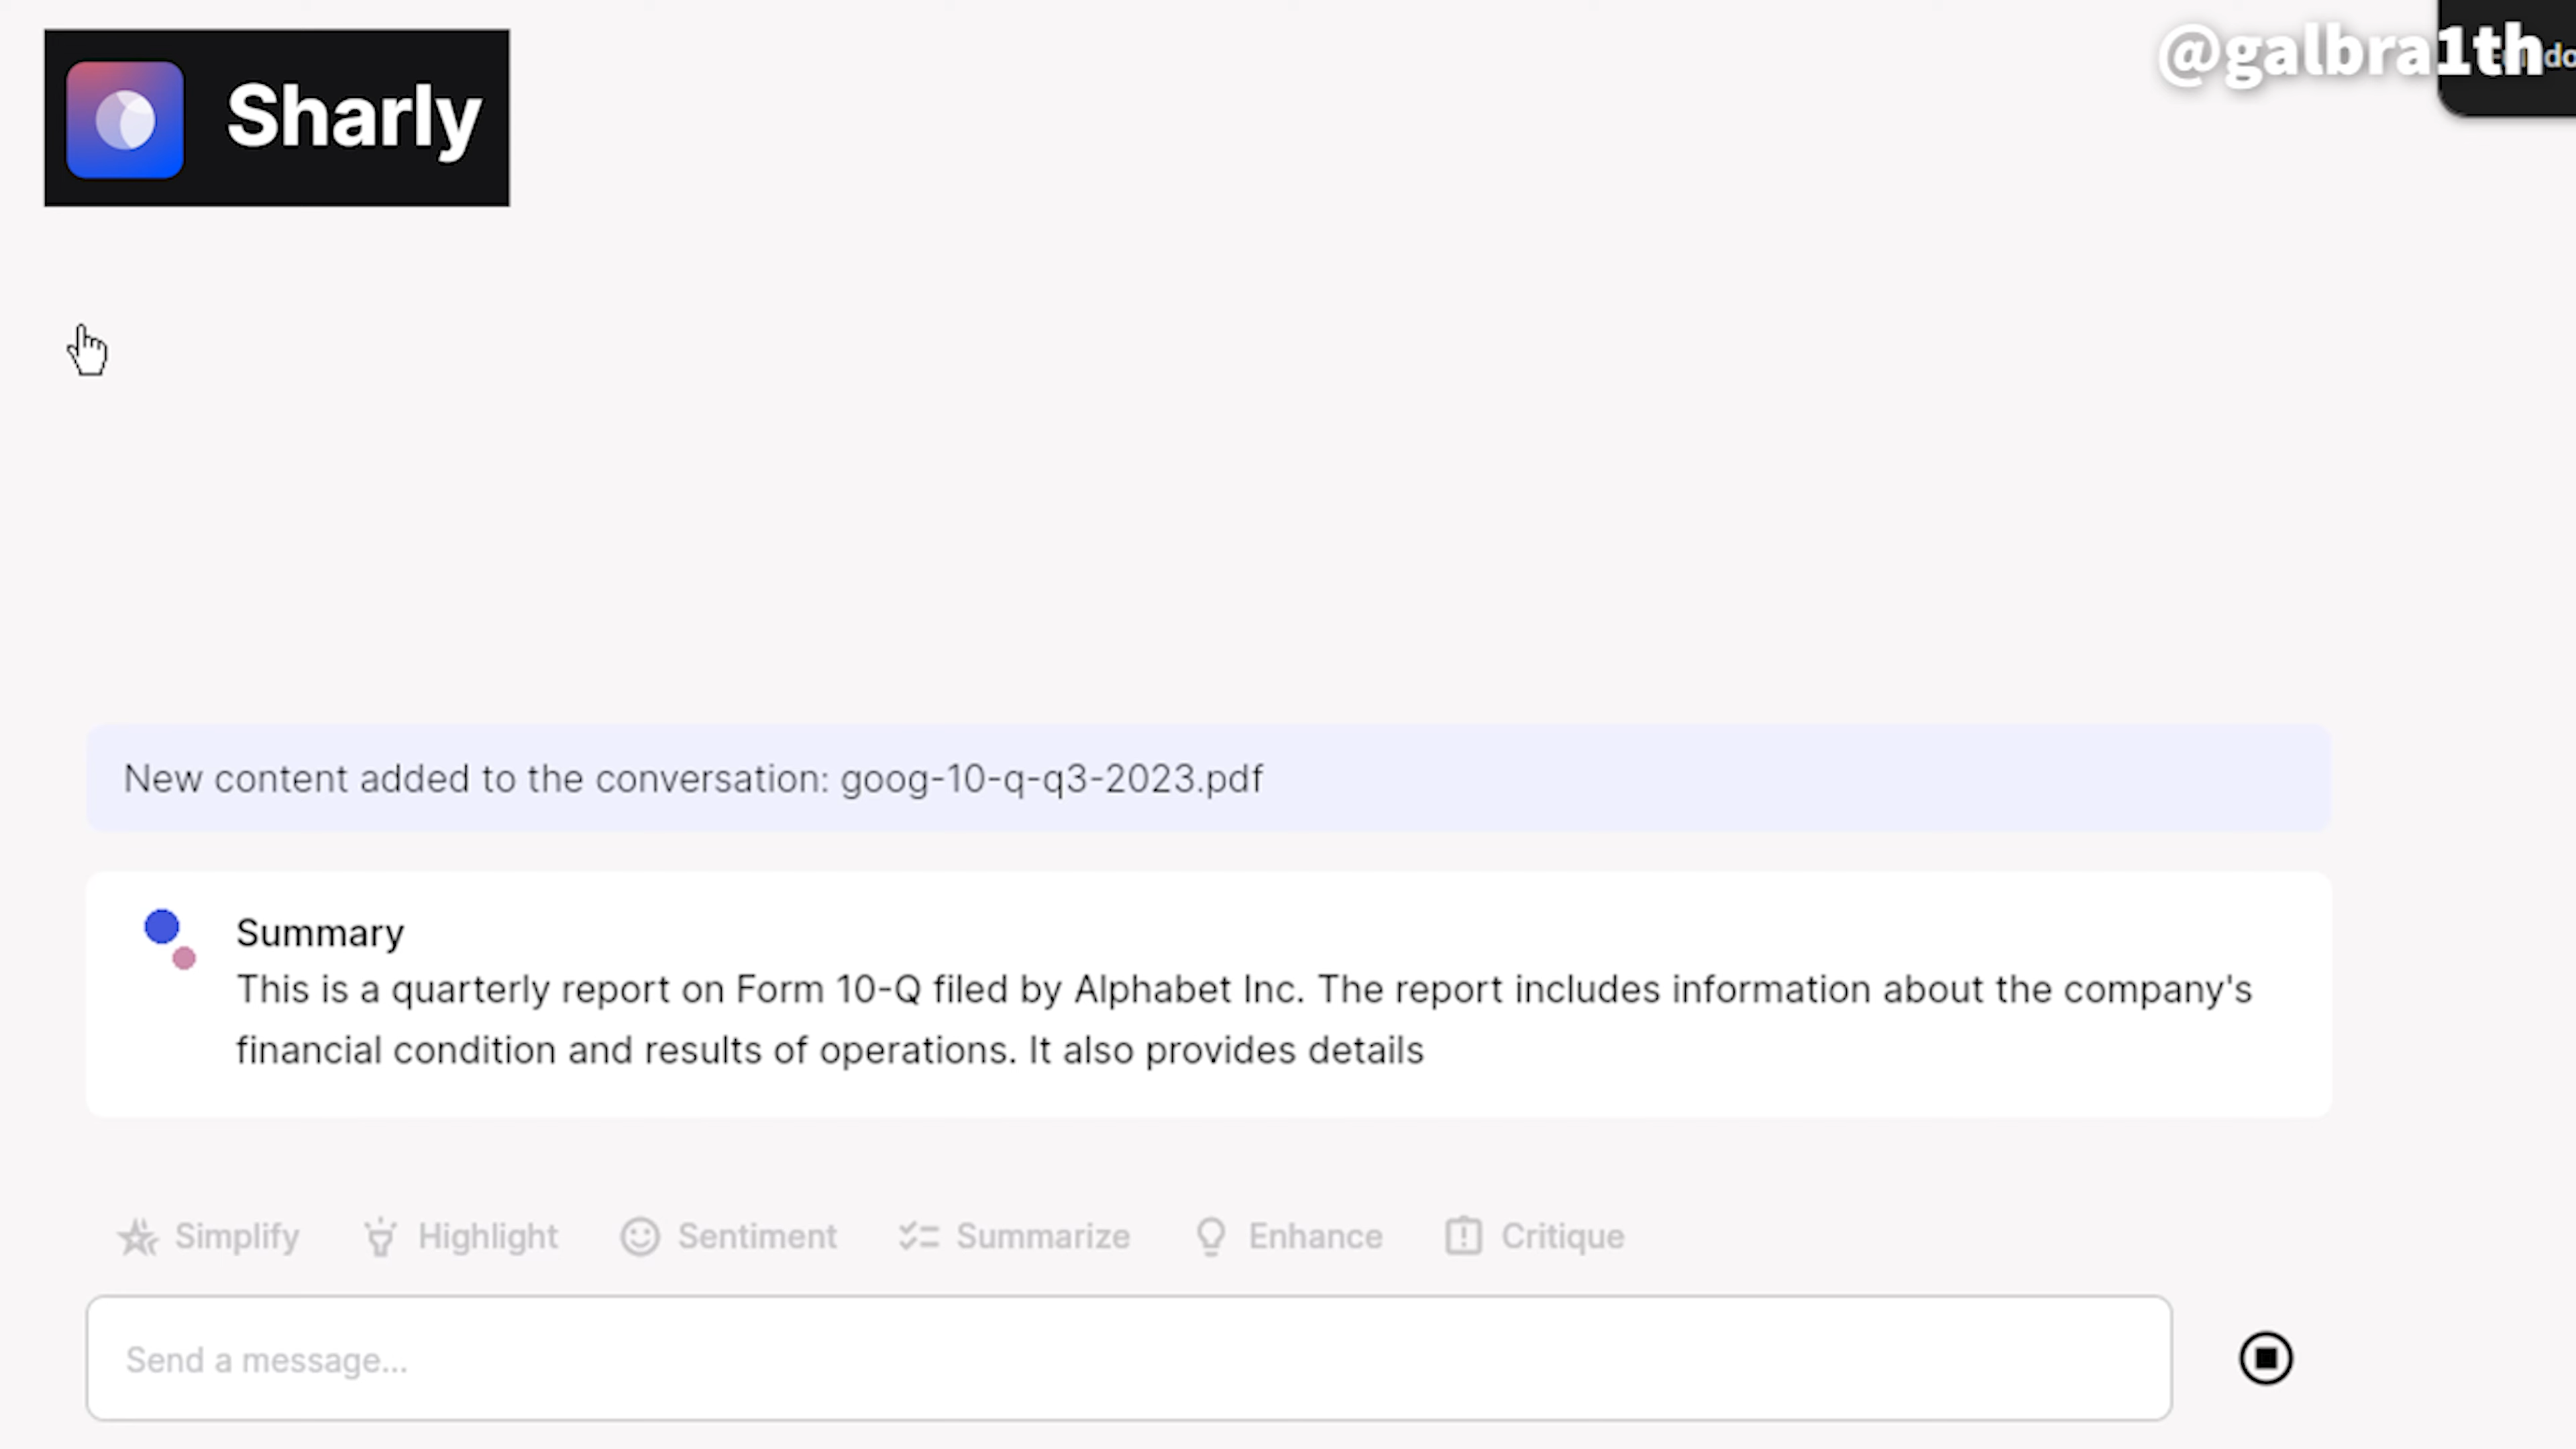 Sharly
@galbra1th
New content added to the conversation: goog-10-q-q3-2023.pdf
Summary
This is a quarterly report on Form 10-Q filed by Alphabet Inc. The report includes information about the company's
financial condition and results of operations. It also provides details
Simplify Highlight Sentiment Summarize Enhance Critique
Send a message...